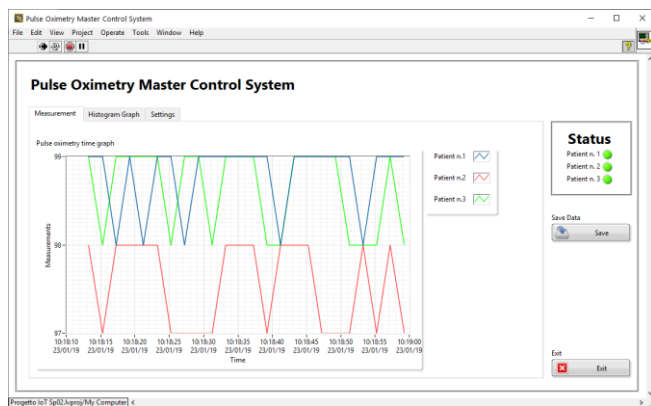 Pulse Oximetry Master Control System
File Edit View Project Operate Tools Window Help
Pulse Oximetry Master Control System
Measurement Histogram Graph Settings
Pulse oximetry time graph
99
98
97
Measurements
10:18:10 10:18:15 10:18:20 10:18:25 10:18:30 10:18:35 10:18:40 10:18:45 10:18:50 10:18:55 10:19:00
23/01/19 23/01/19 23/01/19 23/01/19 23/01/19 23/01/19 23/01/19 23/01/19 23/01/19 23/01/19 23/01/19
Time
Patient n.1
Patient n.2
Patient n.3
Status
Patient n. 1
Patient n. 2
Patient n. 3
Save Data
Save
Exit
Exit
Progetto IoT Sp02.lvproj/My Computer